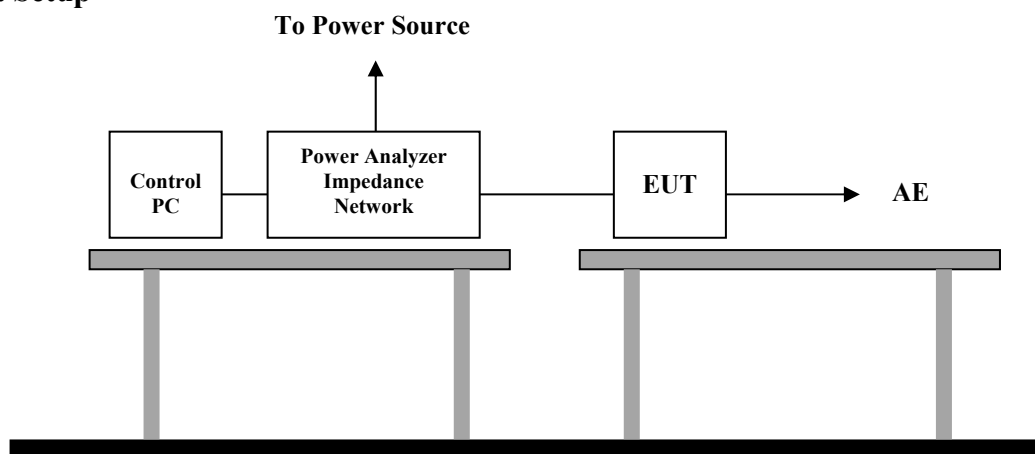 Setup
To Power Source
Control
PC
Power Analyzer
Impedance
Network
EUT
AE